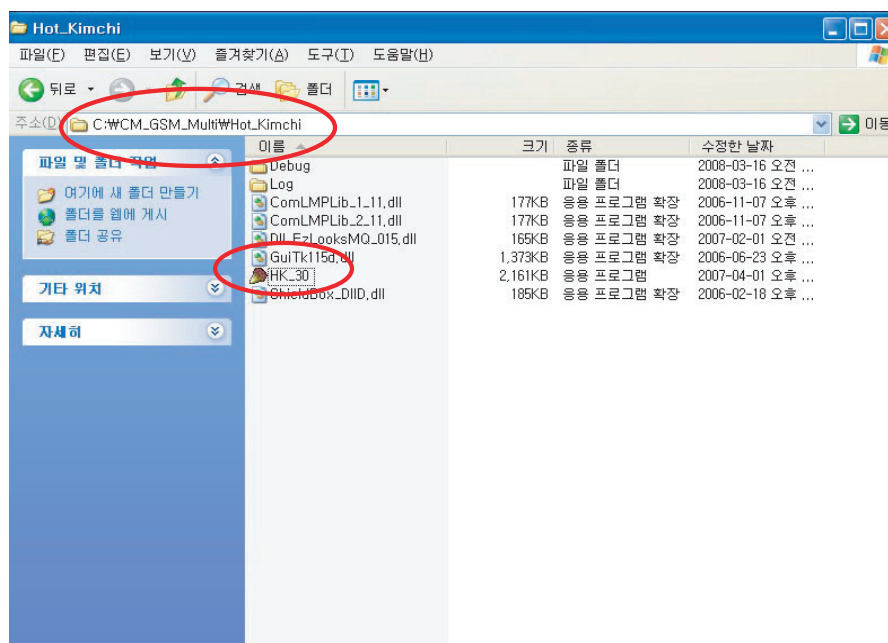 Hot_Kimchi
파일(F) 편집(E) 보기(V) 즐겨찾기(A) 도구(T) 도움말(H)
뒤로 검색 폴더
주소(D) C:₩CM_GSM_Multi₩Hot_Kimchi 이동
파일 및 폴더 작업
여기에 새 폴더 만들기
폴더를 웹에 게시
폴더 공유
기타 위치
자세히
이름 크기 종류 수정한 날짜
Debug 파일 폴더 2008-03-16 오전 ...
Log 파일 폴더 2008-03-16 오전 ...
ComLMPLib_1_11.dll 177KB 응용 프로그램 확장 2006-11-07 오후 ...
ComLMPLib_2_11.dll 177KB 응용 프로그램 확장 2006-11-07 오후 ...
Dll_EzLooksMQ_015.dll 165KB 응용 프로그램 확장 2007-02-01 오전 ...
GuiTk115d.dll 1,373KB 응용 프로그램 확장 2006-06-23 오후 ...
HK_30 2,161KB 응용 프로그램 2007-04-01 오후 ...
ShieldBox_DllD.dll 185KB 응용 프로그램 확장 2006-02-18 오후 ...